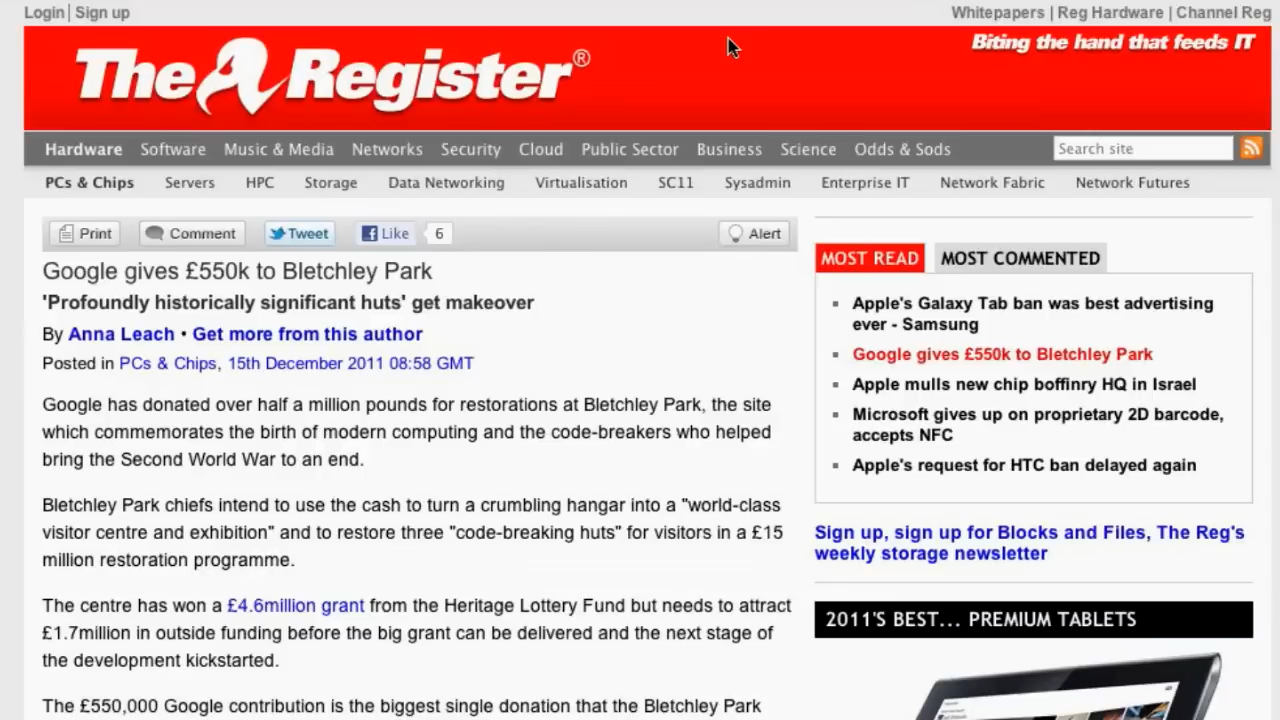 Login | Sign up
Whitepapers | Reg Hardware | Channel Reg
The Register®
Biting the hand that feeds IT
Hardware Software Music & Media Networks Security Cloud Public Sector Business Science Odds & Sods
Search site
PCs & Chips Servers HPC Storage Data Networking Virtualisation SC11 Sysadmin Enterprise IT Network Fabric Network Futures
Print Comment Tweet Like 6 Alert
Google gives £550k to Bletchley Park
'Profoundly historically significant huts' get makeover
By Anna Leach • Get more from this author
Posted in PCs & Chips, 15th December 2011 08:58 GMT
Google has donated over half a million pounds for restorations at Bletchley Park, the site
which commemorates the birth of modern computing and the code-breakers who helped
bring the Second World War to an end.
Bletchley Park chiefs intend to use the cash to turn a crumbling hangar into a "world-class
visitor centre and exhibition" and to restore three "code-breaking huts" for visitors in a £15
million restoration programme.
The centre has won a £4.6million grant from the Heritage Lottery Fund but needs to attract
£1.7million in outside funding before the big grant can be delivered and the next stage of
the development kickstarted.
The £550,000 Google contribution is the biggest single donation that the Bletchley Park
MOST READ MOST COMMENTED
Apple's Galaxy Tab ban was best advertising
ever - Samsung
Google gives £550k to Bletchley Park
Apple mulls new chip boffinry HQ in Israel
Microsoft gives up on proprietary 2D barcode,
accepts NFC
Apple's request for HTC ban delayed again
Sign up, sign up for Blocks and Files, The Reg's
weekly storage newsletter
2011'S BEST... PREMIUM TABLETS